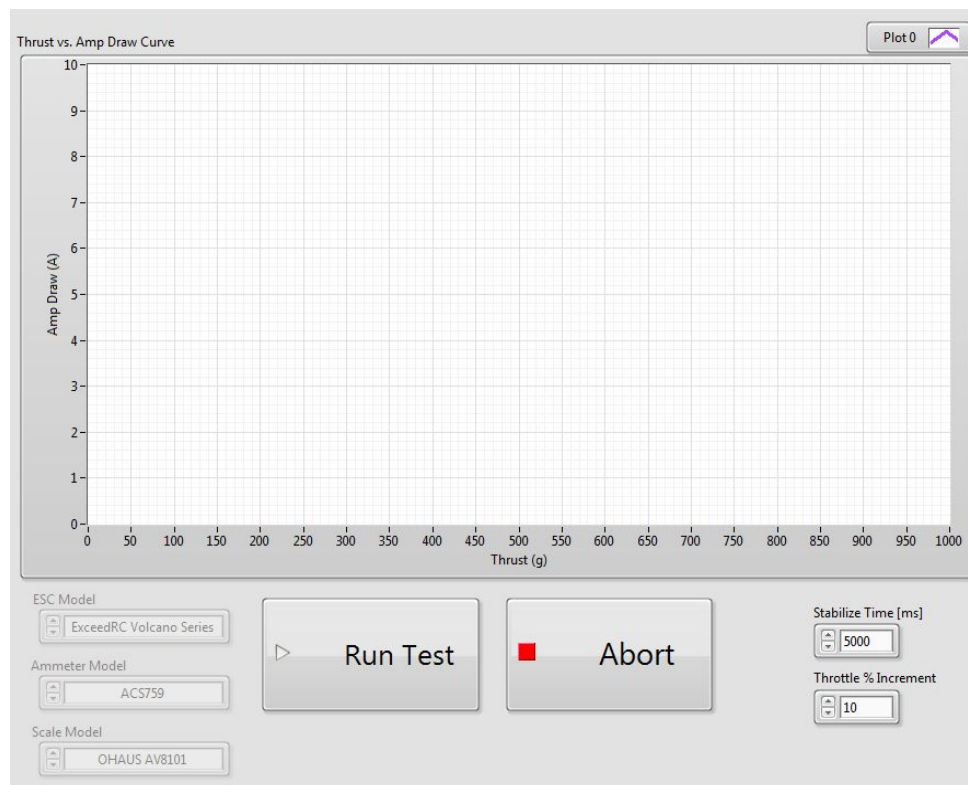 Thrust vs. Amp Draw Curve
Plot 0
10
9
8
7
6
5
4
3
2
1
0
Amp Draw (A)
0 50 100 150 200 250 300 350 400 450 500 550 600 650 700 750 800 850 900 950 1000
Thrust (g)
ESC Model
ExceedRC Volcano Series
Ammeter Model
ACS759
Scale Model
OHAUS AV8101
Run Test
Abort
Stabilize Time [ms]
5000
Throttle % Increment
10